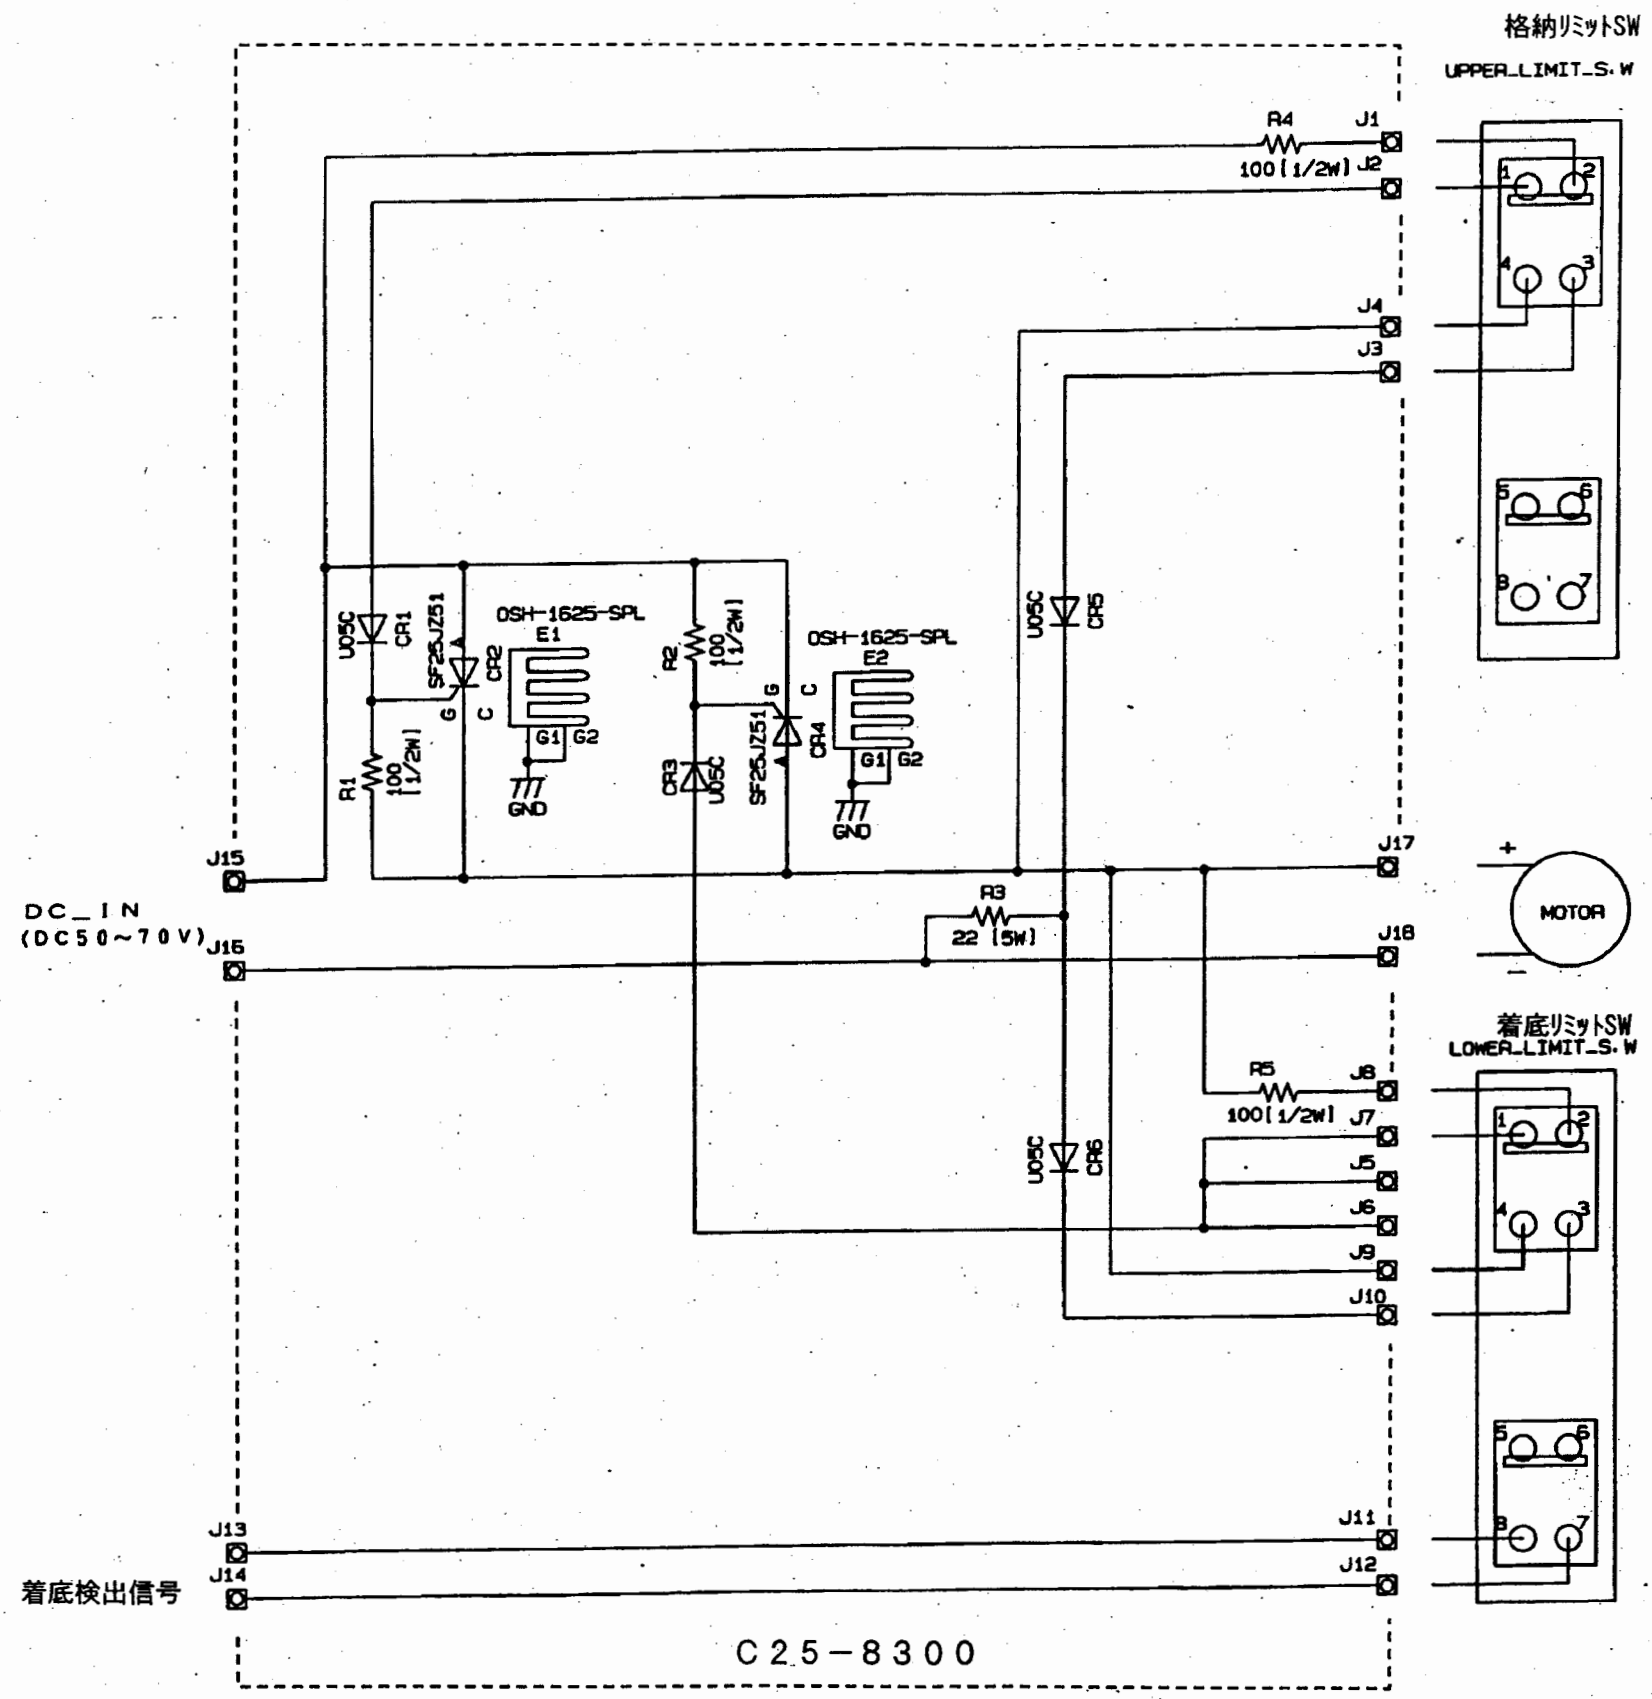 格納リミットSW
UPPER_LIMIT_S.W
R4
J1
100[1/2W]
J2
1
2
J4
4
3
J3
5
6
8
7
U05C
CR1
SF25JZ51
CR2
OSH-1625-SPL
E1
G
C
G1
G2
GND
R1
100
[1/2W]
R2
100
[1/2W]
G
C
CR3
U05C
SF25JZ51
CR4
OSH-1625-SPL
E2
G1
G2
GND
U05C
CR5
J15
DC_IN
(DC50~70V)
J16
R3
22 [5W]
J17
+
MOTOR
J18
−
着底リミットSW
LOWER_LIMIT_S.W
R5
J8
100[1/2W]
J7
1
2
U05C
CR6
J5
J6
4
3
J9
J10
5
6
J13
J11
8
7
J14
J12
着底検出信号
C25-8300